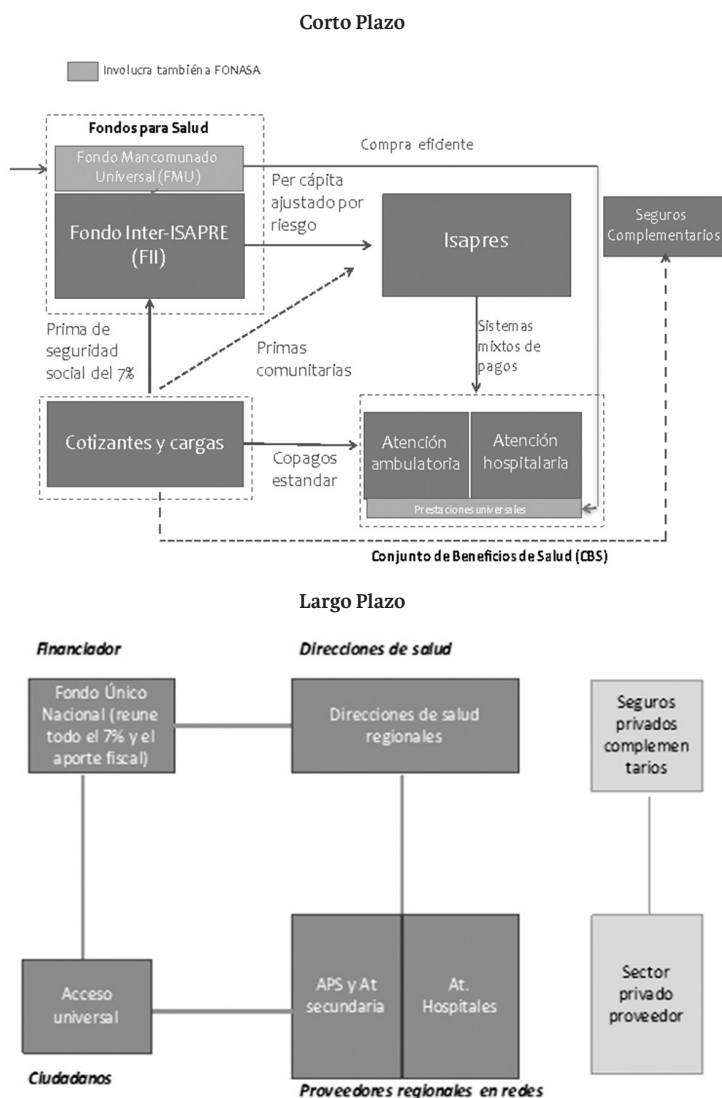 Corto Plazo
Involucra también a FONASA
Fondos para Salud
Fondo Mancomunado
Universal (FMU)
Compra eficiente
Per cápita
ajustado por
riesgo
Fondo Inter-ISAPRE
(FII)
Isapres
Seguros
Complementarios
Prima de
seguridad
social del 7%
Primas
comunitarias
Sistemas
mixtos de
pagos
Cotizantes y cargas
Copagos
estandar
Atención
ambulatoria
Atención
hospitalaria
Prestaciones universales
Conjunto de Beneficios de Salud (CBS)
Largo Plazo
Financiador
Direcciones de salud
Fondo Único
Nacional (reune
todo el 7% y el
aporte fiscal)
Direcciones de salud
regionales
Seguros
privados
complemen
tarios
Acceso
universal
APS y At
secundaria
At.
Hospitales
Sector
privado
proveedor
Ciudadanos
Proveedores regionales en redes